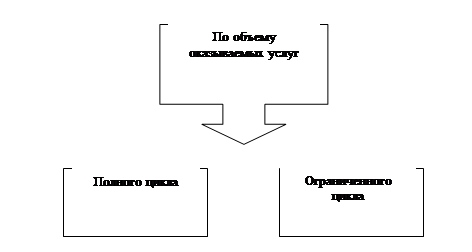 По объему
оказываемых услуг
Полного цикла
Ограниченного
цикла